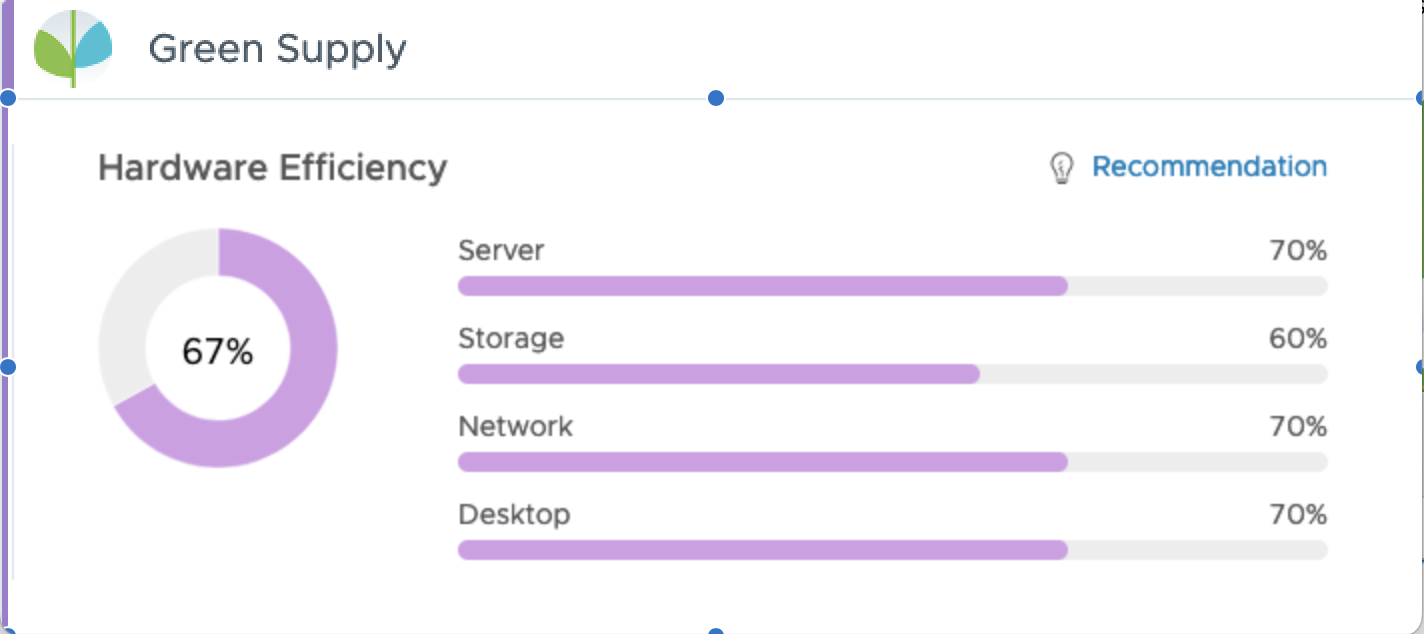 Green Supply
Hardware Efficiency
Recommendation
67%
Server 70%
Storage 60%
Network 70%
Desktop 70%